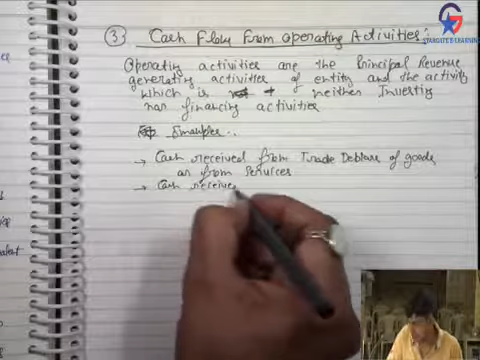 ③ Cash Flow From Operating Activities:
STARGATE E-LEARNING
Operating activities are the Principal Revenue
generating activities of entity and the activity
which is neither Investing
nor financing activities
Examples..
→ Cash received from Trade Debtors of goods
or from Services
→ Cash receive